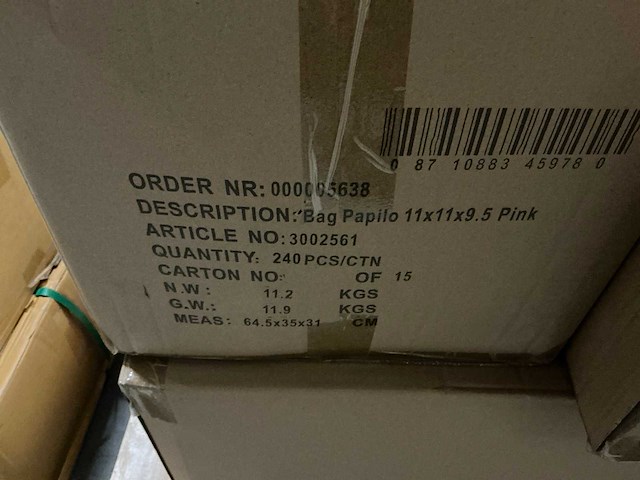 0 87 10883 45978 0
ORDER NR: 000005638
DESCRIPTION: Bag Papilo 11x11x9.5 Pink
ARTICLE NO: 3002561
QUANTITY: 240 PCS/CTN
CARTON NO: OF 15
N.W: 11.2 KGS
G.W.: 11.9 KGS
MEAS: 64.5x35x31 CM